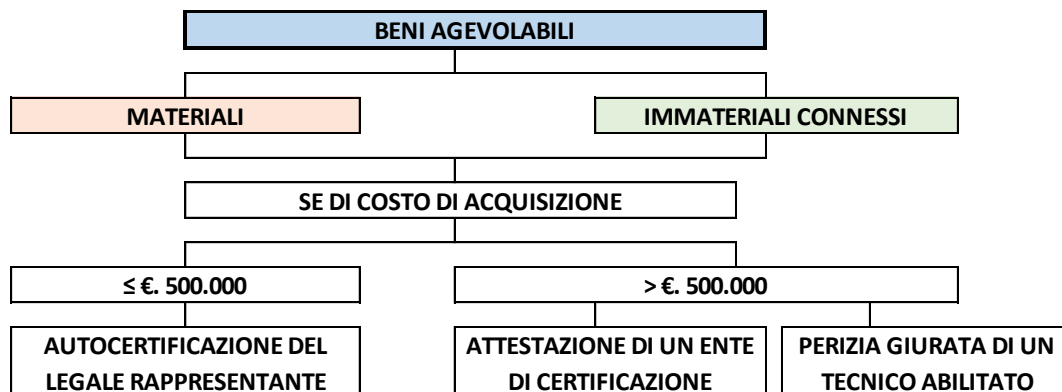 BENI AGEVOLABILI
MATERIALI
IMMATERIALI CONNESSI
SE DI COSTO DI ACQUISIZIONE
≤ €. 500.000
> €. 500.000
AUTOCERTIFICAZIONE DEL
LEGALE RAPPRESENTANTE
ATTESTAZIONE DI UN ENTE
DI CERTIFICAZIONE
PERIZIA GIURATA DI UN
TECNICO ABILITATO